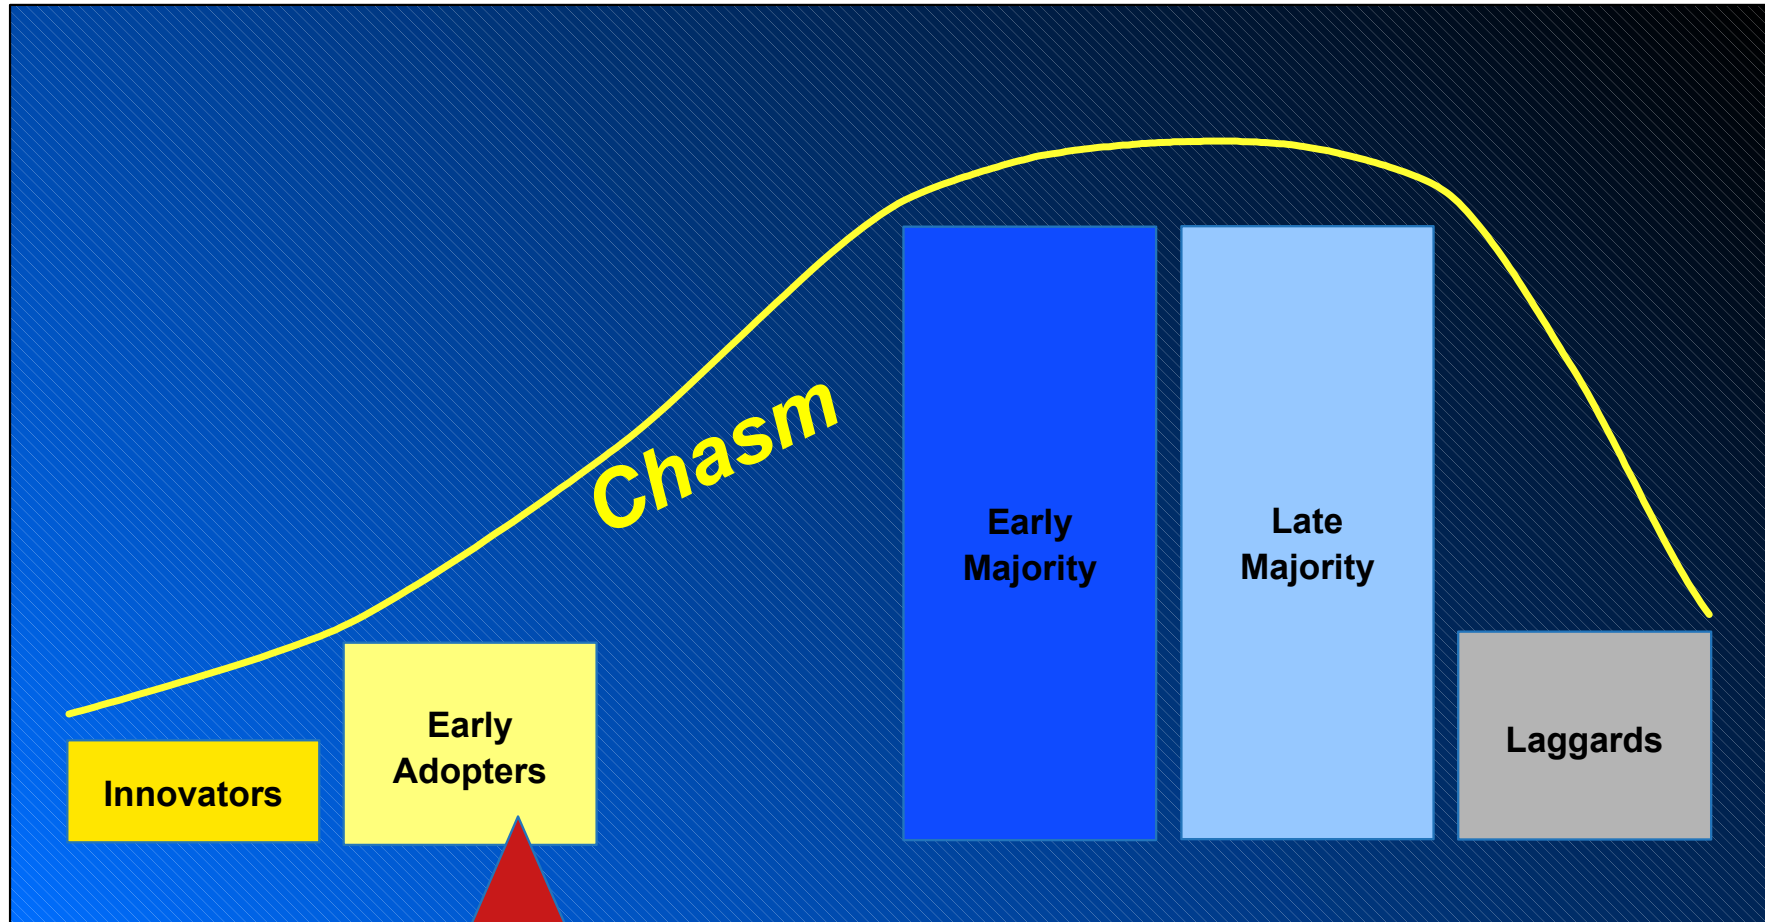 Chasm
Early
Majority
Late
Majority
Early
Adopters
Laggards
Innovators